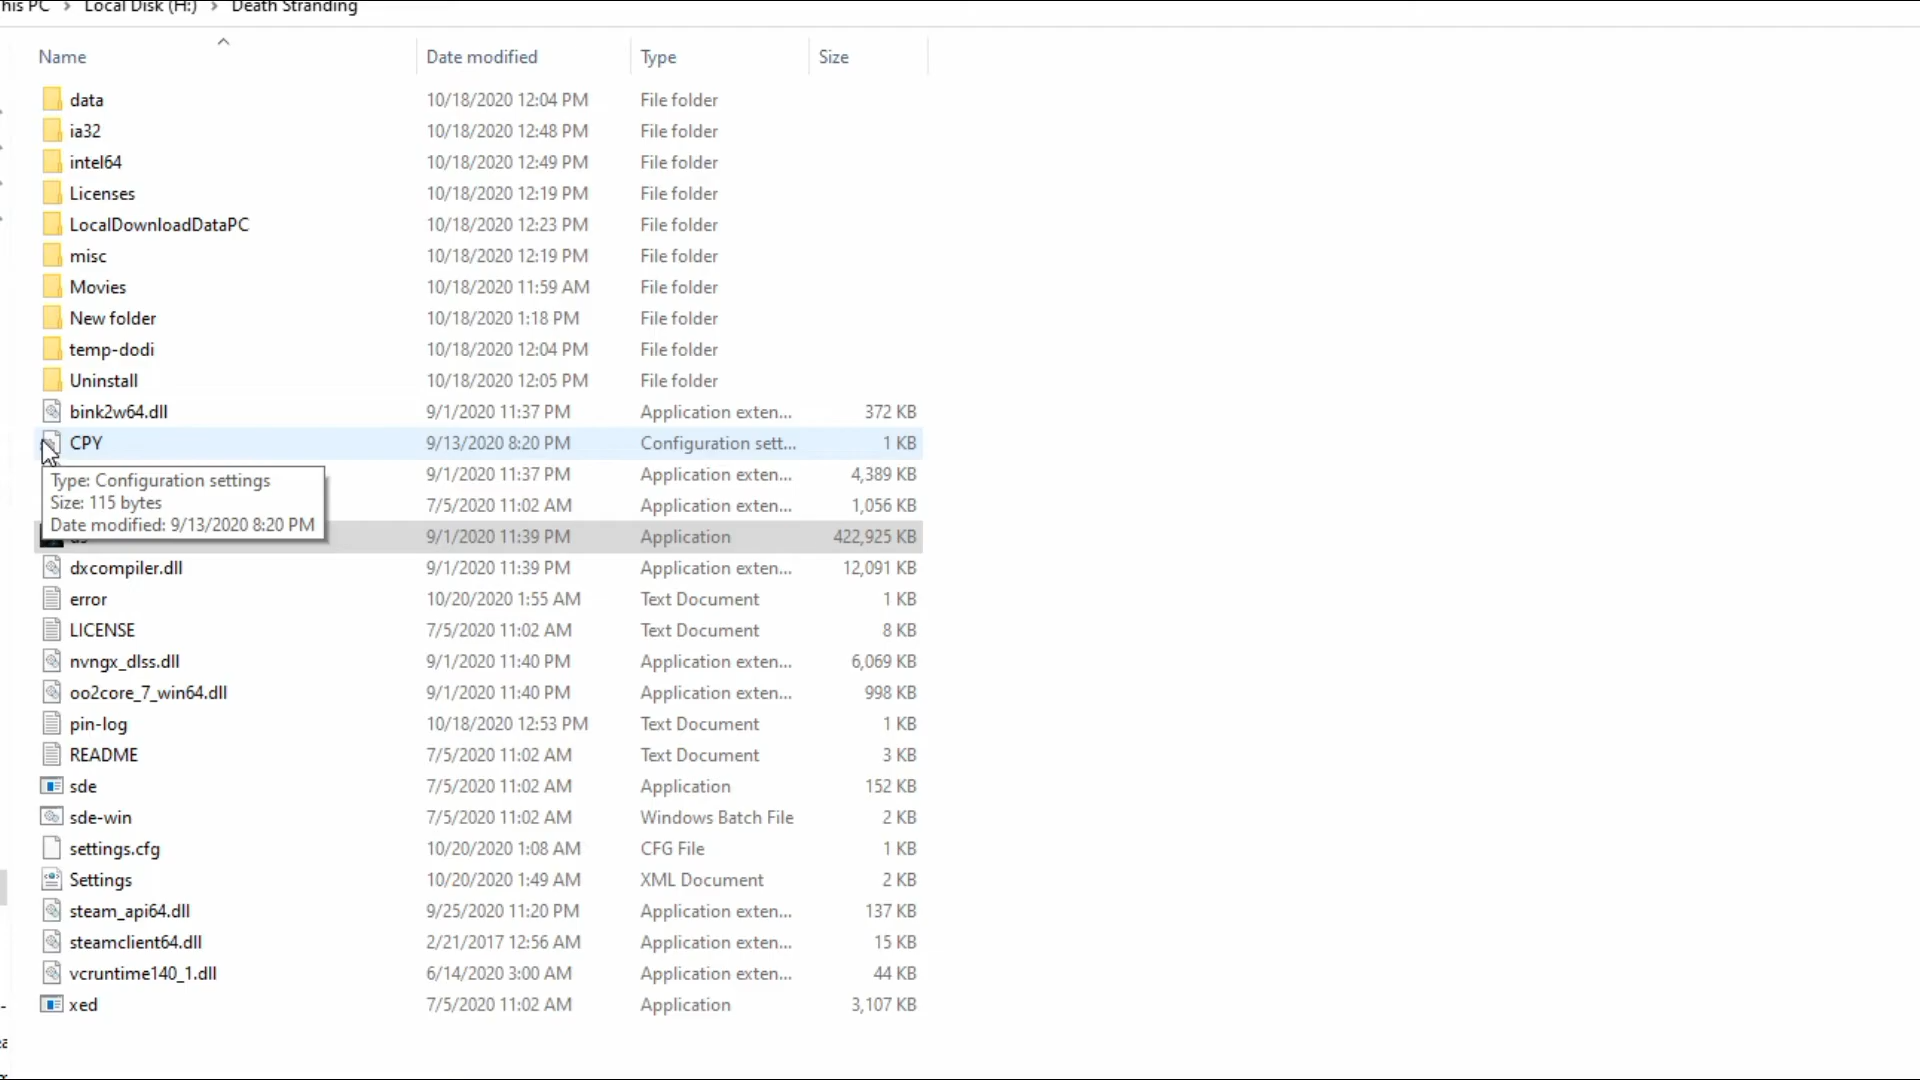 his PC > Local Disk (H:) > Death Stranding
Name Date modified Type Size
data 10/18/2020 12:04 PM File folder
ia32 10/18/2020 12:48 PM File folder
intel64 10/18/2020 12:49 PM File folder
Licenses 10/18/2020 12:19 PM File folder
LocalDownloadDataPC 10/18/2020 12:23 PM File folder
misc 10/18/2020 12:19 PM File folder
Movies 10/18/2020 11:59 AM File folder
New folder 10/18/2020 1:18 PM File folder
temp-dodi 10/18/2020 12:04 PM File folder
Uninstall 10/18/2020 12:05 PM File folder
bink2w64.dll 9/1/2020 11:37 PM Application exten... 372 KB
CPY 9/13/2020 8:20 PM Configuration sett... 1 KB
Type: Configuration settings
Size: 115 bytes
Date modified: 9/13/2020 8:20 PM
9/1/2020 11:37 PM Application exten... 4,389 KB
7/5/2020 11:02 AM Application exten... 1,056 KB
9/1/2020 11:39 PM Application 422,925 KB
dxcompiler.dll 9/1/2020 11:39 PM Application exten... 12,091 KB
error 10/20/2020 1:55 AM Text Document 1 KB
LICENSE 7/5/2020 11:02 AM Text Document 8 KB
nvngx_dlss.dll 9/1/2020 11:40 PM Application exten... 6,069 KB
oo2core_7_win64.dll 9/1/2020 11:40 PM Application exten... 998 KB
pin-log 10/18/2020 12:53 PM Text Document 1 KB
README 7/5/2020 11:02 AM Text Document 3 KB
sde 7/5/2020 11:02 AM Application 152 KB
sde-win 7/5/2020 11:02 AM Windows Batch File 2 KB
settings.cfg 10/20/2020 1:08 AM CFG File 1 KB
Settings 10/20/2020 1:49 AM XML Document 2 KB
steam_api64.dll 9/25/2020 11:20 PM Application exten... 137 KB
steamclient64.dll 2/21/2017 12:56 AM Application exten... 15 KB
vcruntime140_1.dll 6/14/2020 3:00 AM Application exten... 44 KB
xed 7/5/2020 11:02 AM Application 3,107 KB